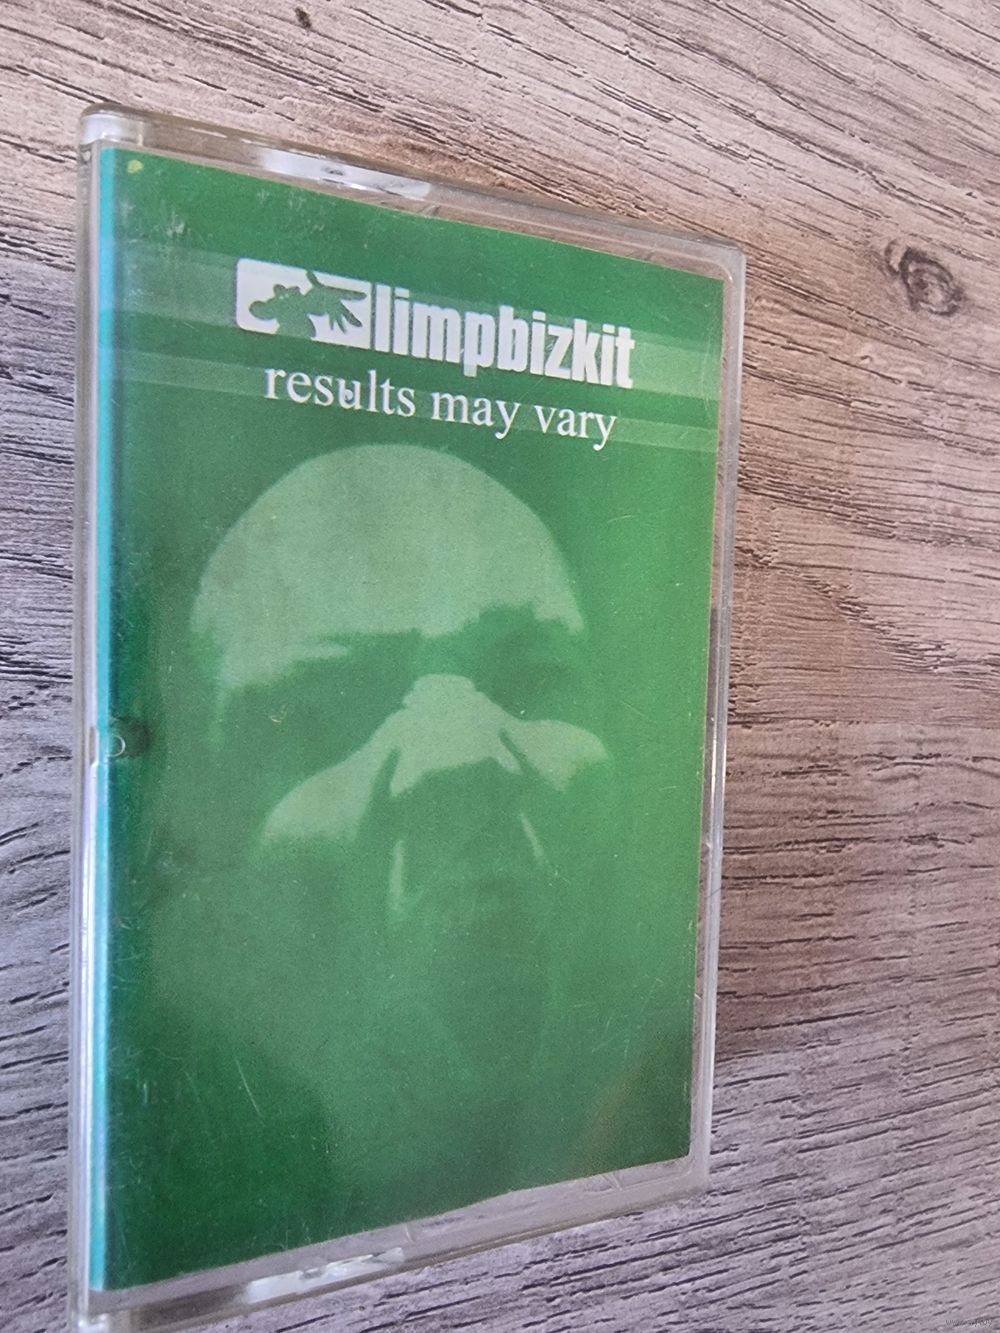 limpbizkit
results may vary